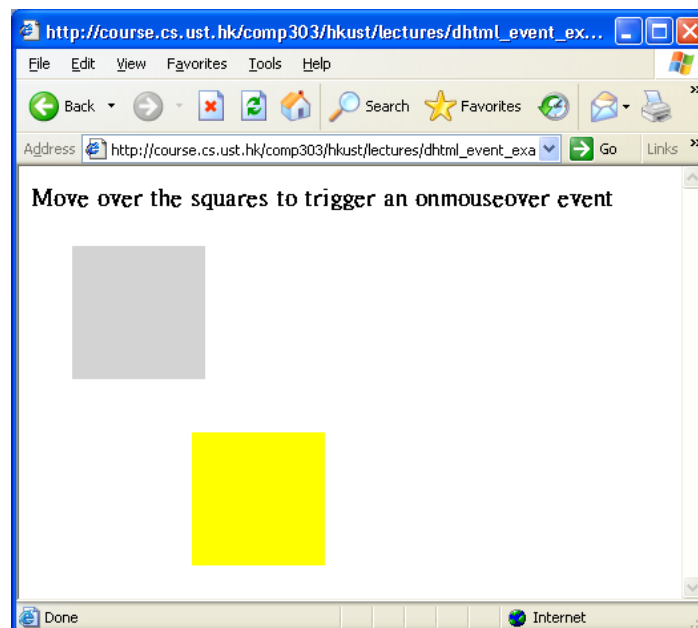 http://course.cs.ust.hk/comp303/hkust/lectures/dhtml_event_ex...
File Edit View Favorites Tools Help
Back Search Favorites
Address http://course.cs.ust.hk/comp303/hkust/lectures/dhtml_event_exa Go Links
Move over the squares to trigger an onmouseover event
Done Internet